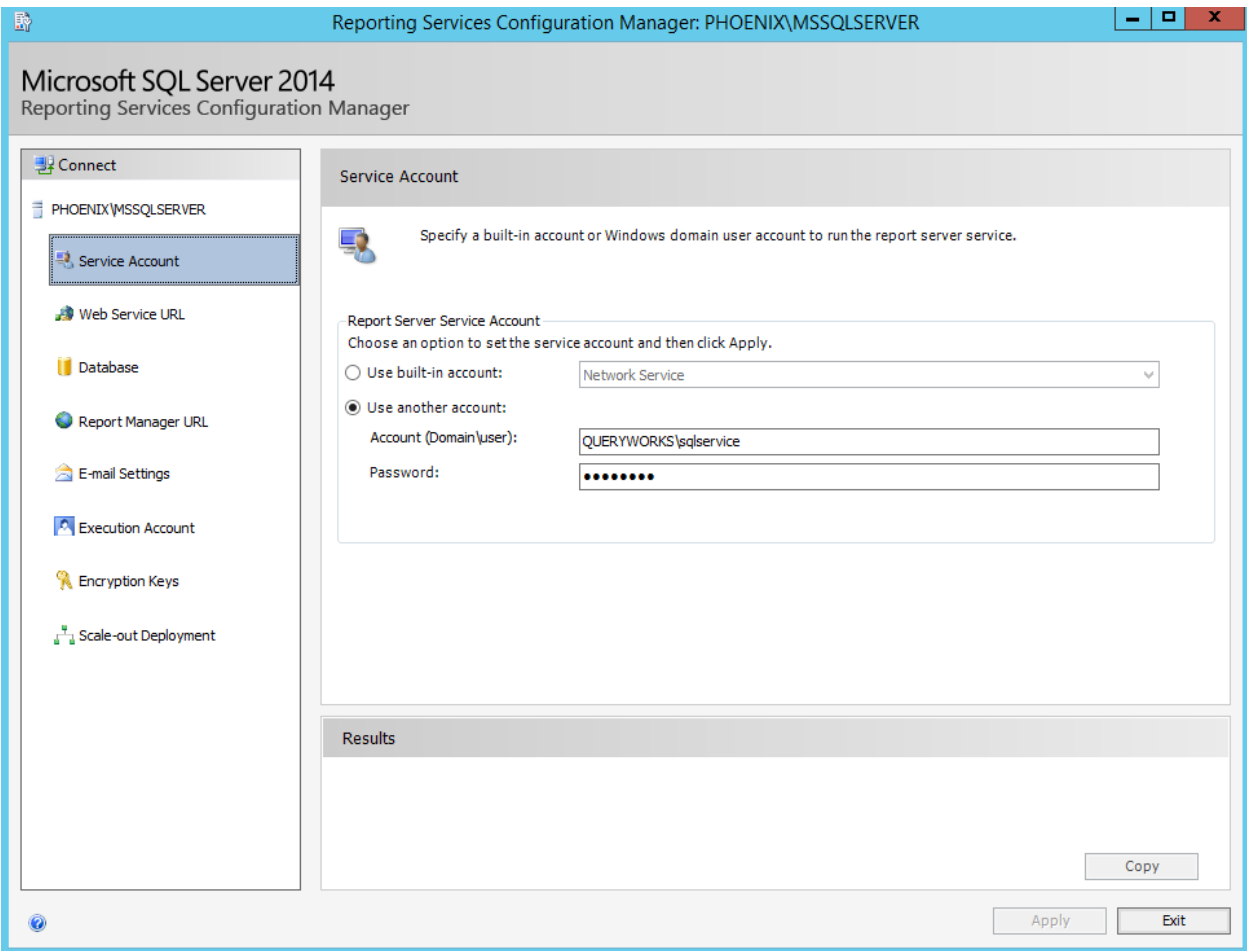 Reporting Services Configuration Manager: PHOENIX\MSSQLSERVER
Microsoft SQL Server 2014
Reporting Services Configuration Manager
Connect
PHOENIX\MSSQLSERVER
Service Account
Web Service URL
Database
Report Manager URL
E-mail Settings
Execution Account
Encryption Keys
Scale-out Deployment
Service Account
Specify a built-in account or Windows domain user account to run the report server service.
Report Server Service Account
Choose an option to set the service account and then click Apply.
Use built-in account:
Network Service
Use another account:
Account (Domain\user):
QUERYWORKS\sqlservice
Password:
●●●●●●●●
Results
Copy
Apply
Exit